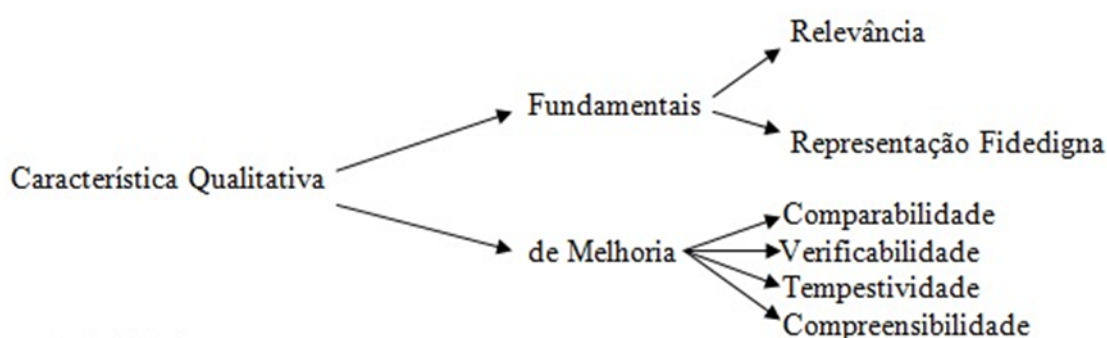 Relevância
Fundamentais
Representação Fidedigna
Característica Qualitativa
Comparabilidade
de Melhoria
Verificabilidade
Tempestividade
Compreensibilidade